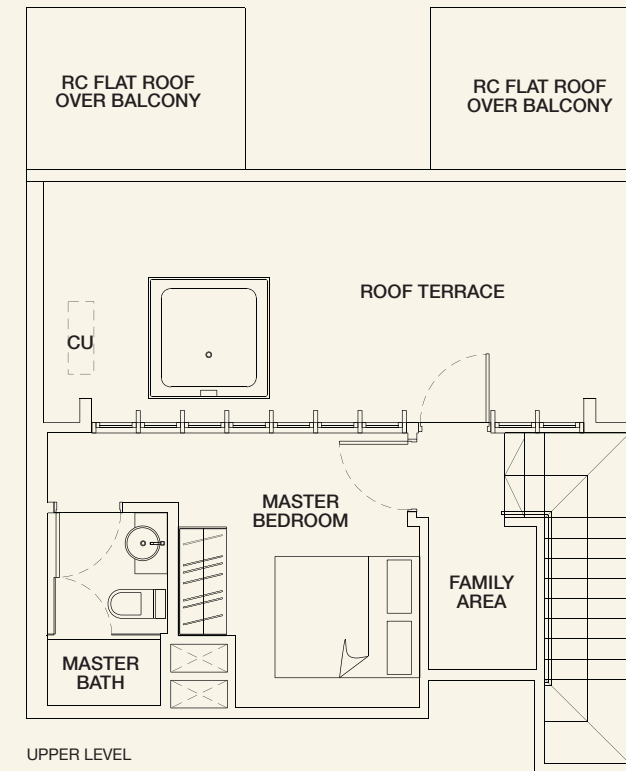 RC FLAT ROOF
OVER BALCONY
RC FLAT ROOF
OVER BALCONY
ROOF TERRACE
CU
MASTER
BEDROOM
FAMILY
AREA
MASTER
BATH
UPPER LEVEL